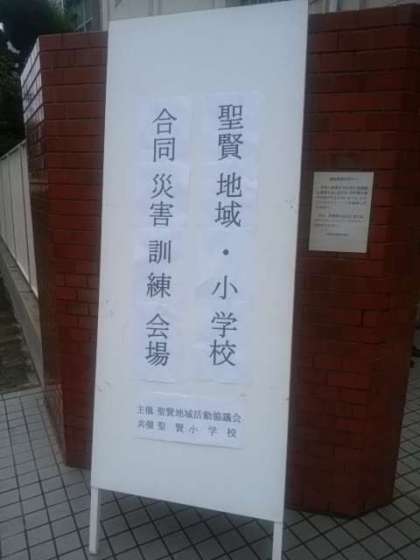 聖賢地域・小学校
合同災害訓練会場
主催 聖賢地域活動協議会
共催 聖賢小学校